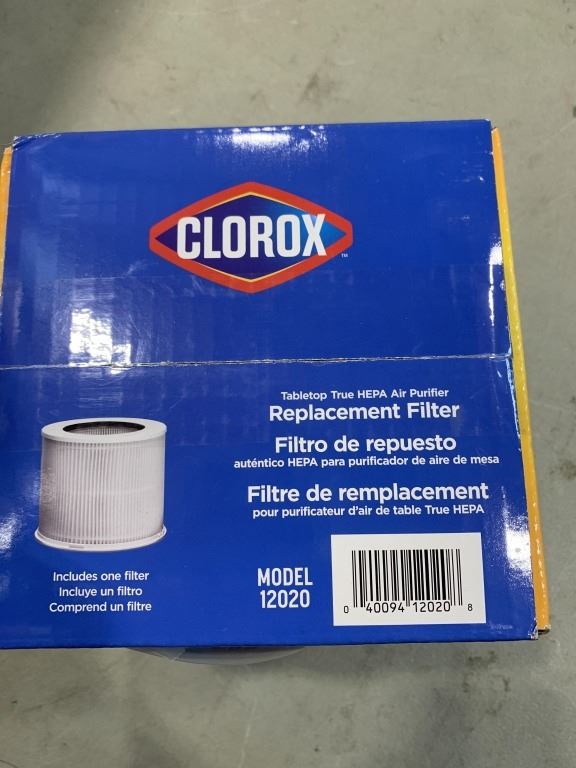 CLOROX™
Tabletop True HEPA Air Purifier
Replacement Filter
Filtro de repuesto
auténtico HEPA para purificador de aire de mesa
Filtre de remplacement
pour purificateur d'air de table True HEPA
Includes one filter
Incluye un filtro
Comprend un filtre
MODEL
12020
0 40094 12020 8